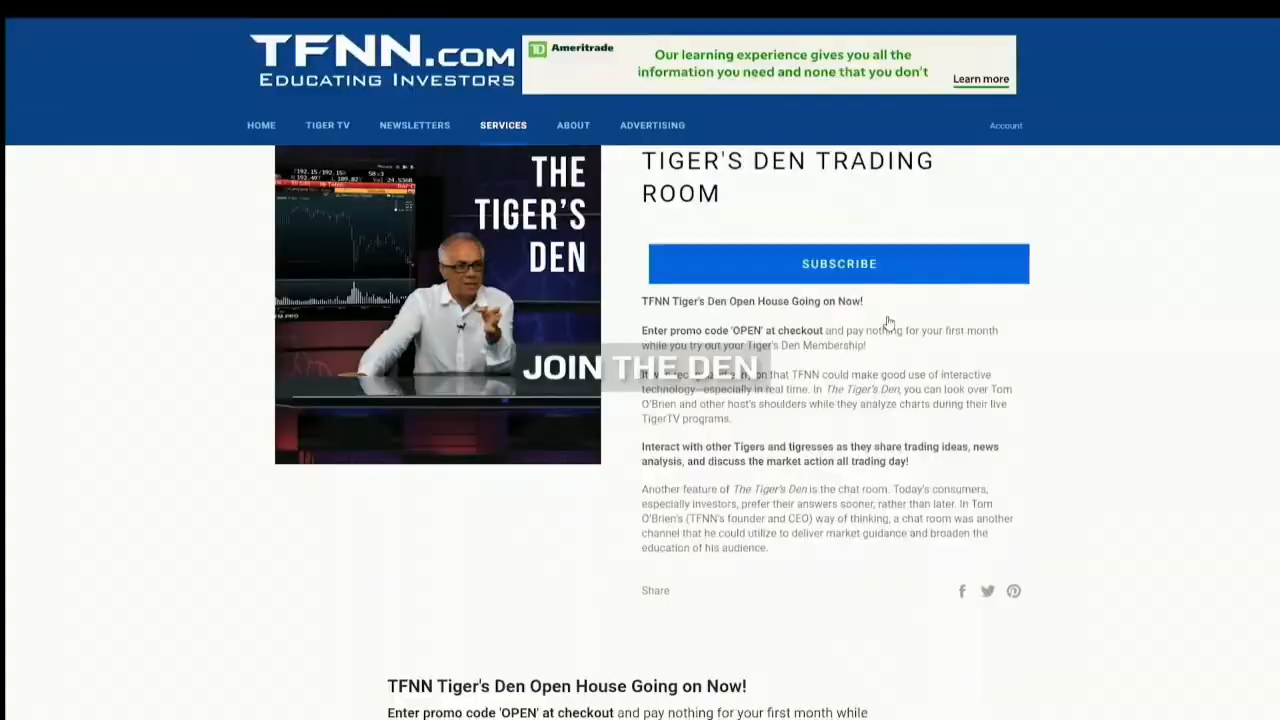 TFNN.COM
EDUCATING INVESTORS
TD Ameritrade
Our learning experience gives you all the
information you need and none that you don't
Learn more
HOME TIGER TV NEWSLETTERS SERVICES ABOUT ADVERTISING Account
THE
TIGER'S
DEN
TIGER'S DEN TRADING
ROOM
SUBSCRIBE
TFNN Tiger's Den Open House Going on Now!
Enter promo code 'OPEN' at checkout and pay nothing for your first month
while you try out your Tiger's Den Membership!
JOIN THE DEN
that TFNN could make good use of interactive
technology—especially in real time. In The Tiger's Den, you can look over Tom
O'Brien and other host's shoulders while they analyze charts during their live
TigerTV programs.
Interact with other Tigers and tigresses as they share trading ideas, news
analysis, and discuss the market action all trading day!
Another feature of The Tiger's Den is the chat room. Today's consumers,
especially investors, prefer their answers sooner, rather than later. In Tom
O'Brien's (TFNN's founder and CEO) way of thinking, a chat room was another
channel that he could utilize to deliver market guidance and broaden the
education of his audience.
Share
TFNN Tiger's Den Open House Going on Now!
Enter promo code 'OPEN' at checkout and pay nothing for your first month while